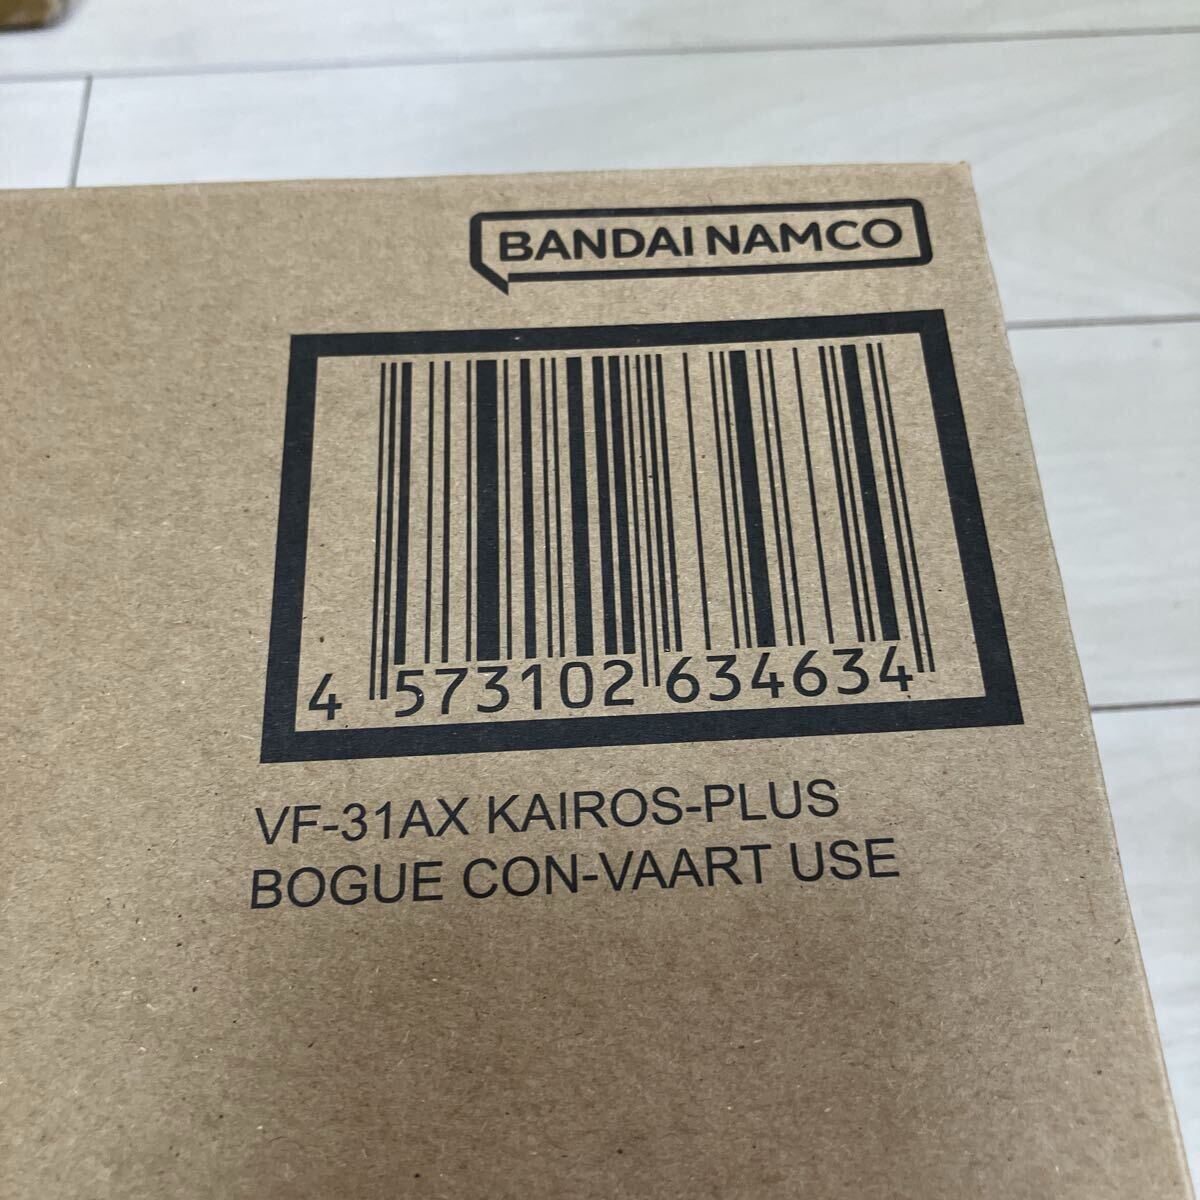 BANDAI NAMCO
4 573102 634634
VF-31AX KAIROS-PLUS
BOGUE CON-VAART USE